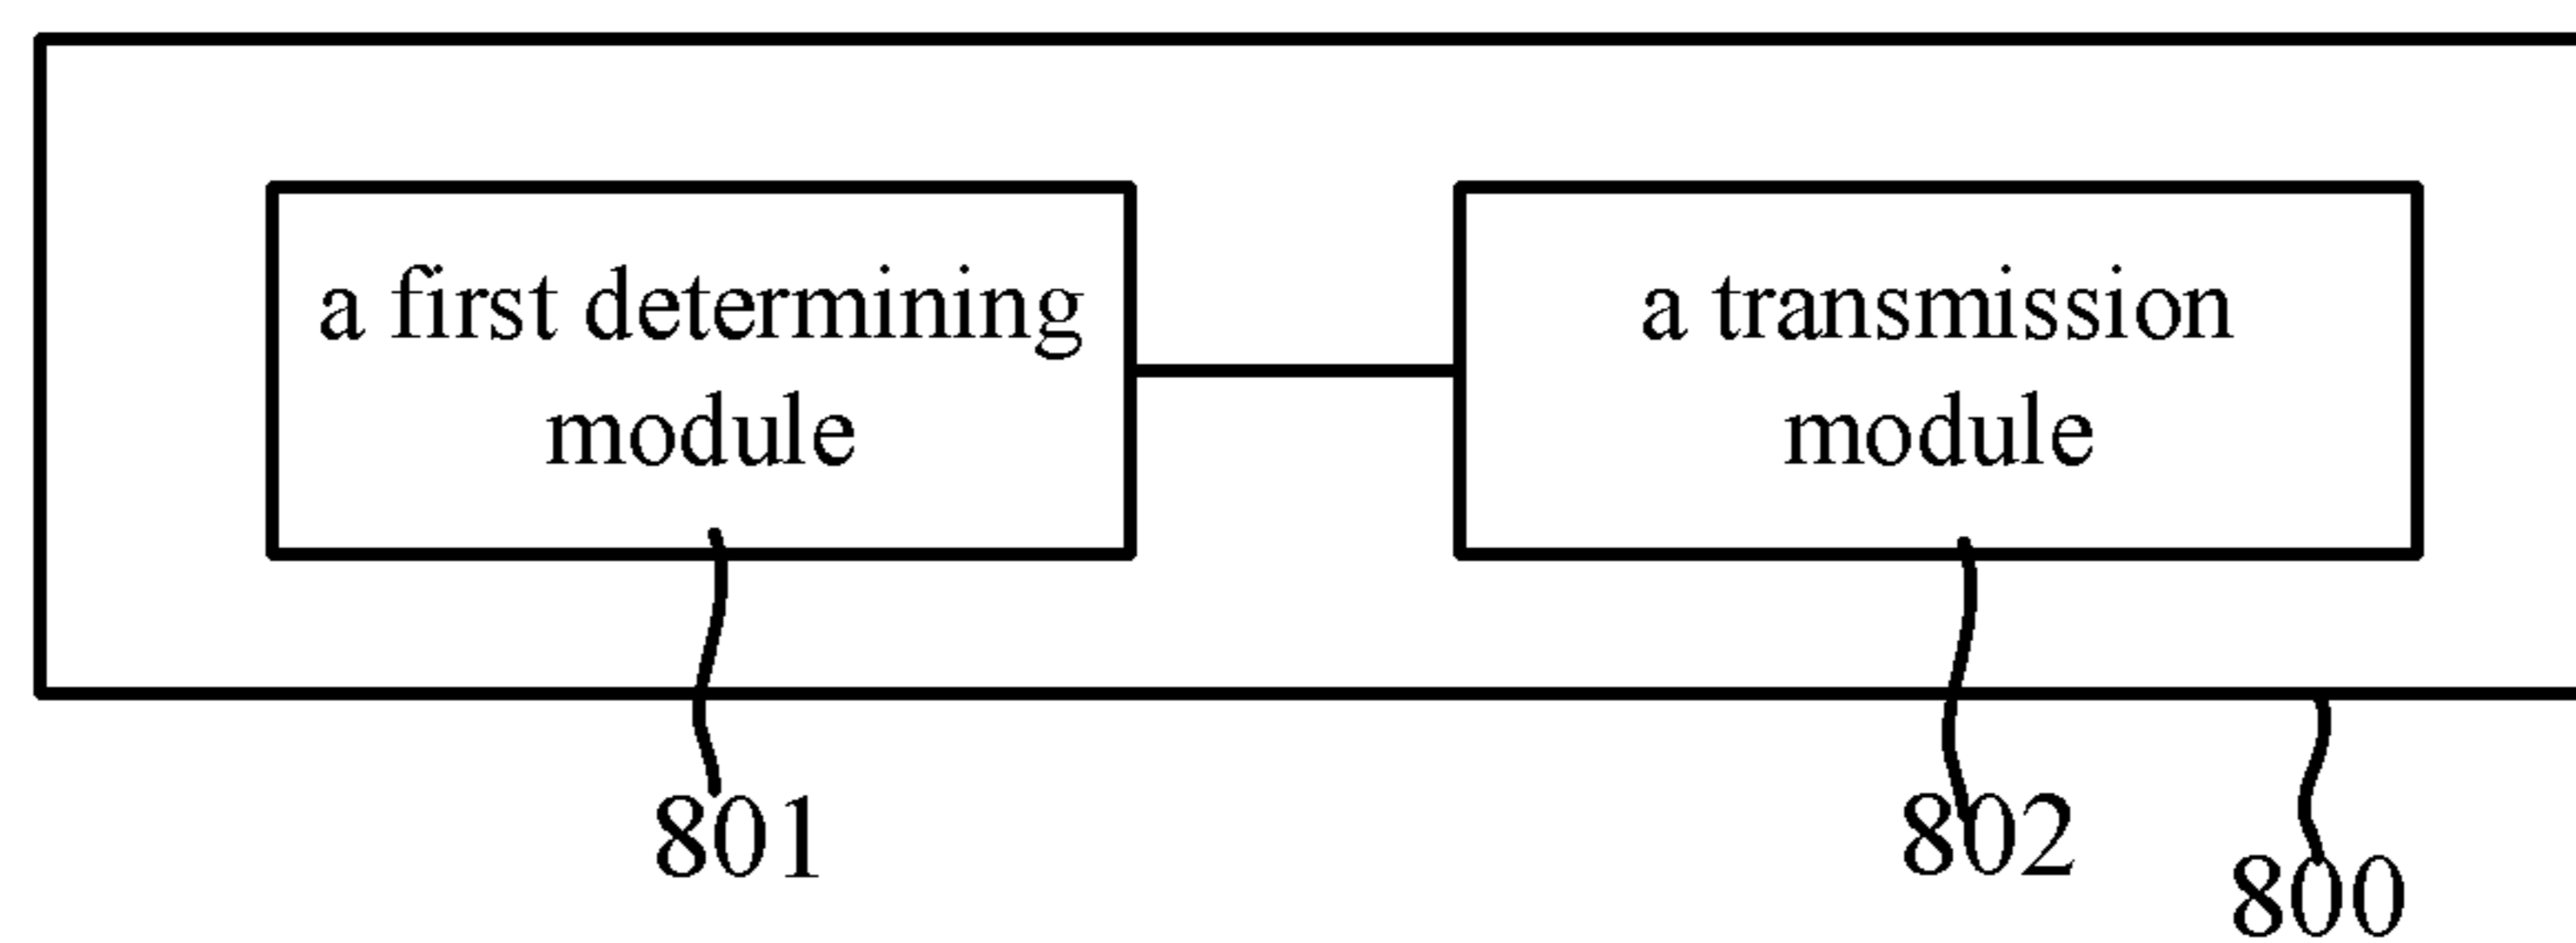 a first determining
module
a transmission
module
801
802
800